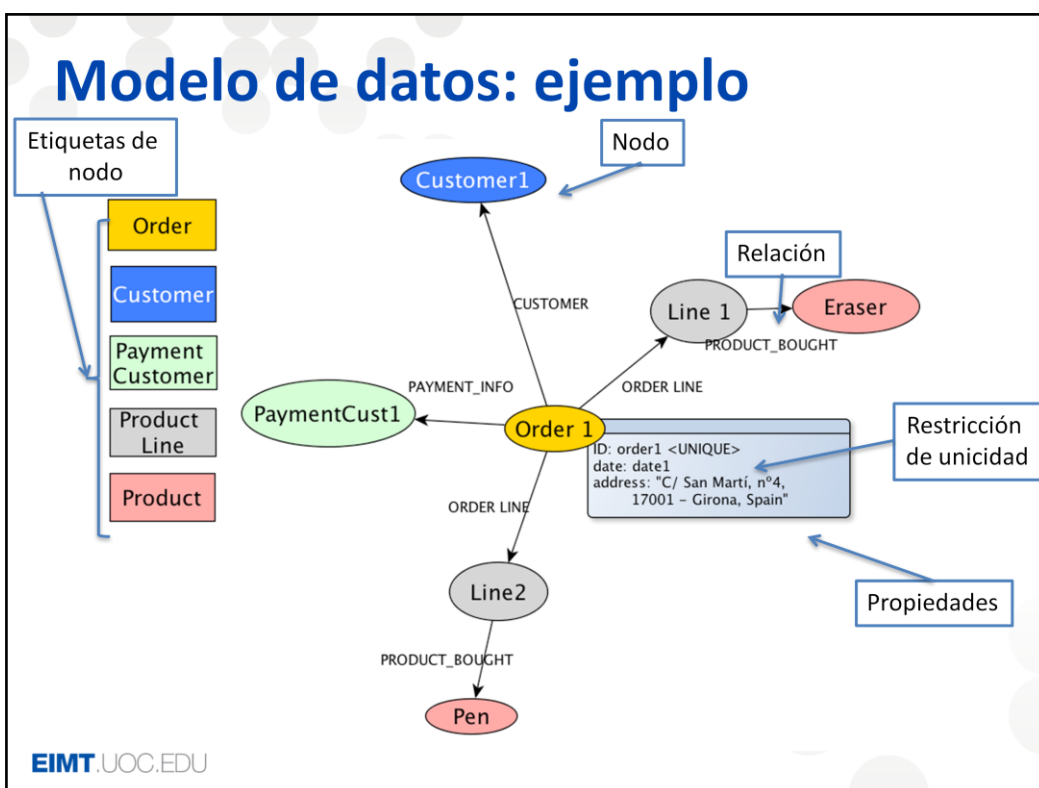 Modelo de datos: ejemplo
Etiquetas de
nodo
Nodo
Customer1
Order
Customer
Payment
Customer
Product
Line
Product
Relación
CUSTOMER
Line 1
Eraser
PRODUCT_BOUGHT
ORDER LINE
PAYMENT_INFO
PaymentCust1
Order 1
ID: order1 <UNIQUE>
date: date1
address: "C/ San Martí, nº4,
17001 – Girona, Spain"
Restricción
de unicidad
ORDER LINE
Propiedades
Line2
PRODUCT_BOUGHT
Pen
EIMT.UOC.EDU